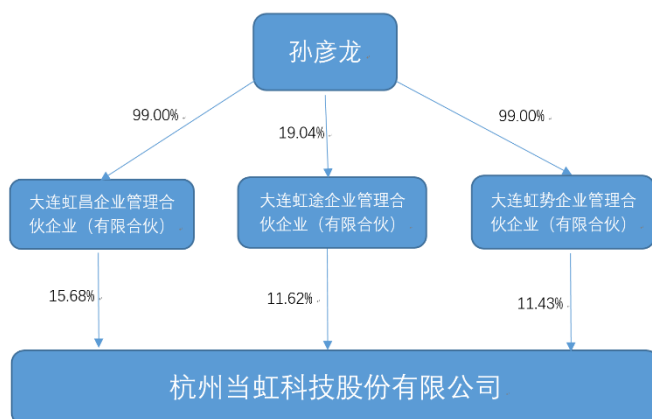 孙彦龙
99.00%
19.04%
99.00%
大连虹昌企业管理合
伙企业（有限合伙）
大连虹途企业管理合
伙企业（有限合伙）
大连虹势企业管理合
伙企业（有限合伙）
15.68%
11.62%
11.43%
杭州当虹科技股份有限公司